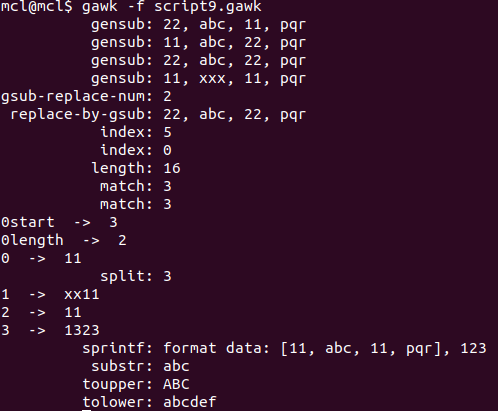 mcl@mcl$ gawk -f script9.gawk
gensub: 22, abc, 11, pqr
gensub: 11, abc, 22, pqr
gensub: 22, abc, 22, pqr
gensub: 11, xxx, 11, pqr
gsub-replace-num: 2
replace-by-gsub: 22, abc, 22, pqr
index: 5
index: 0
length: 16
match: 3
match: 3
0start  ->  3
0length  ->  2
0  ->  11
split: 3
1  ->  xx11
2  ->  11
3  ->  1323
sprintf: format data: [11, abc, 11, pqr], 123
substr: abc
toupper: ABC
tolower: abcdef